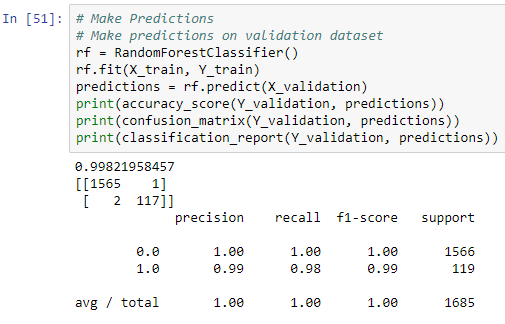 In [51]: # Make Predictions
# Make predictions on validation dataset
rf = RandomForestClassifier()
rf.fit(X_train, Y_train)
predictions = rf.predict(X_validation)
print(accuracy_score(Y_validation, predictions))
print(confusion_matrix(Y_validation, predictions))
print(classification_report(Y_validation, predictions))
0.99821958457
[[1565    1]
 [   2  117]]
             precision    recall  f1-score   support

        0.0       1.00      1.00      1.00      1566
        1.0       0.99      0.98      0.99       119

avg / total       1.00      1.00      1.00      1685